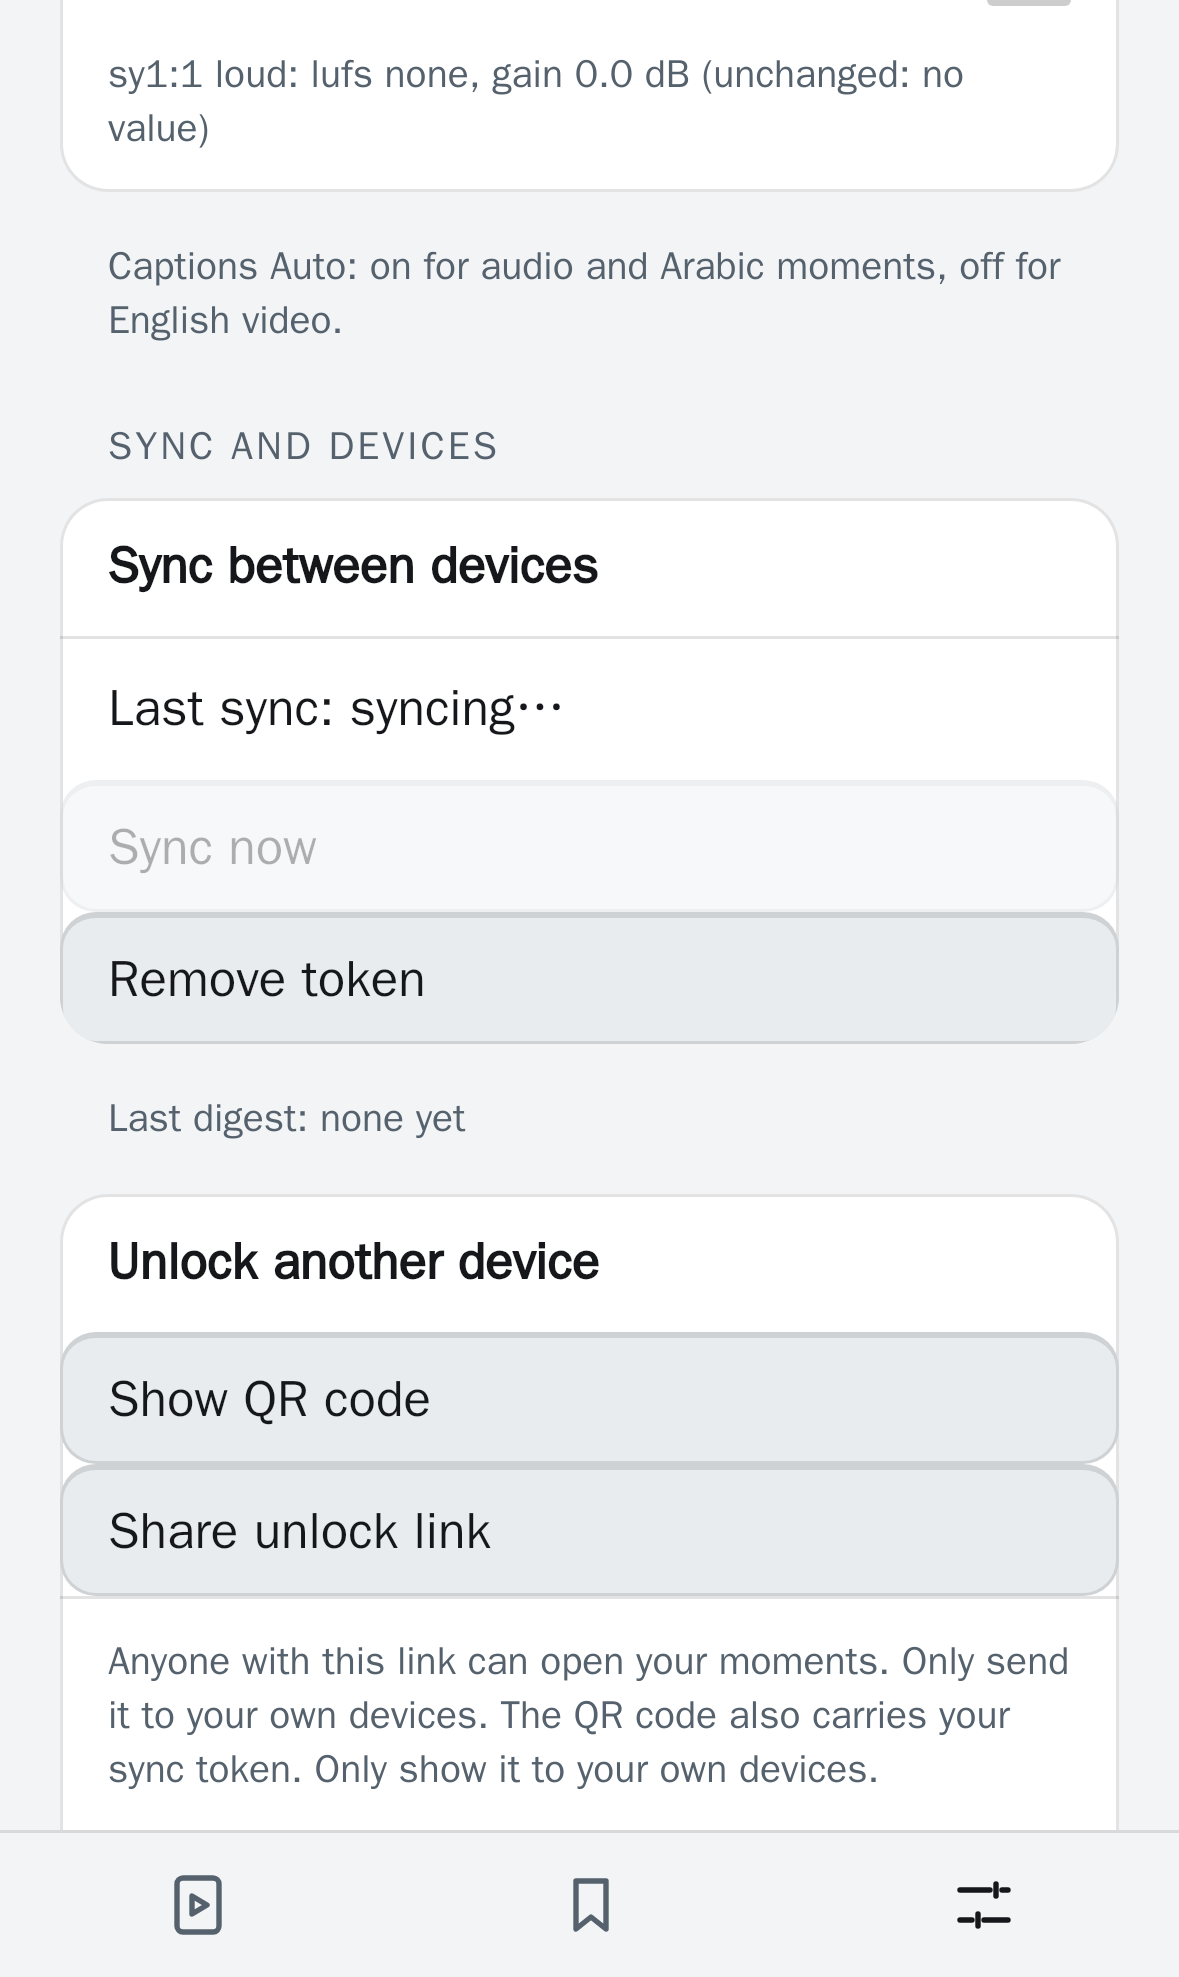 sy1:1 loud: lufs none, gain 0.0 dB (unchanged: no
value)
Captions Auto: on for audio and Arabic moments, off for
English video.
SYNC AND DEVICES
Sync between devices
Last sync: syncing···
Sync now
Remove token
Last digest: none yet
Unlock another device
Show QR code
Share unlock link
Anyone with this link can open your moments. Only send
it to your own devices. The QR code also carries your
sync token. Only show it to your own devices.